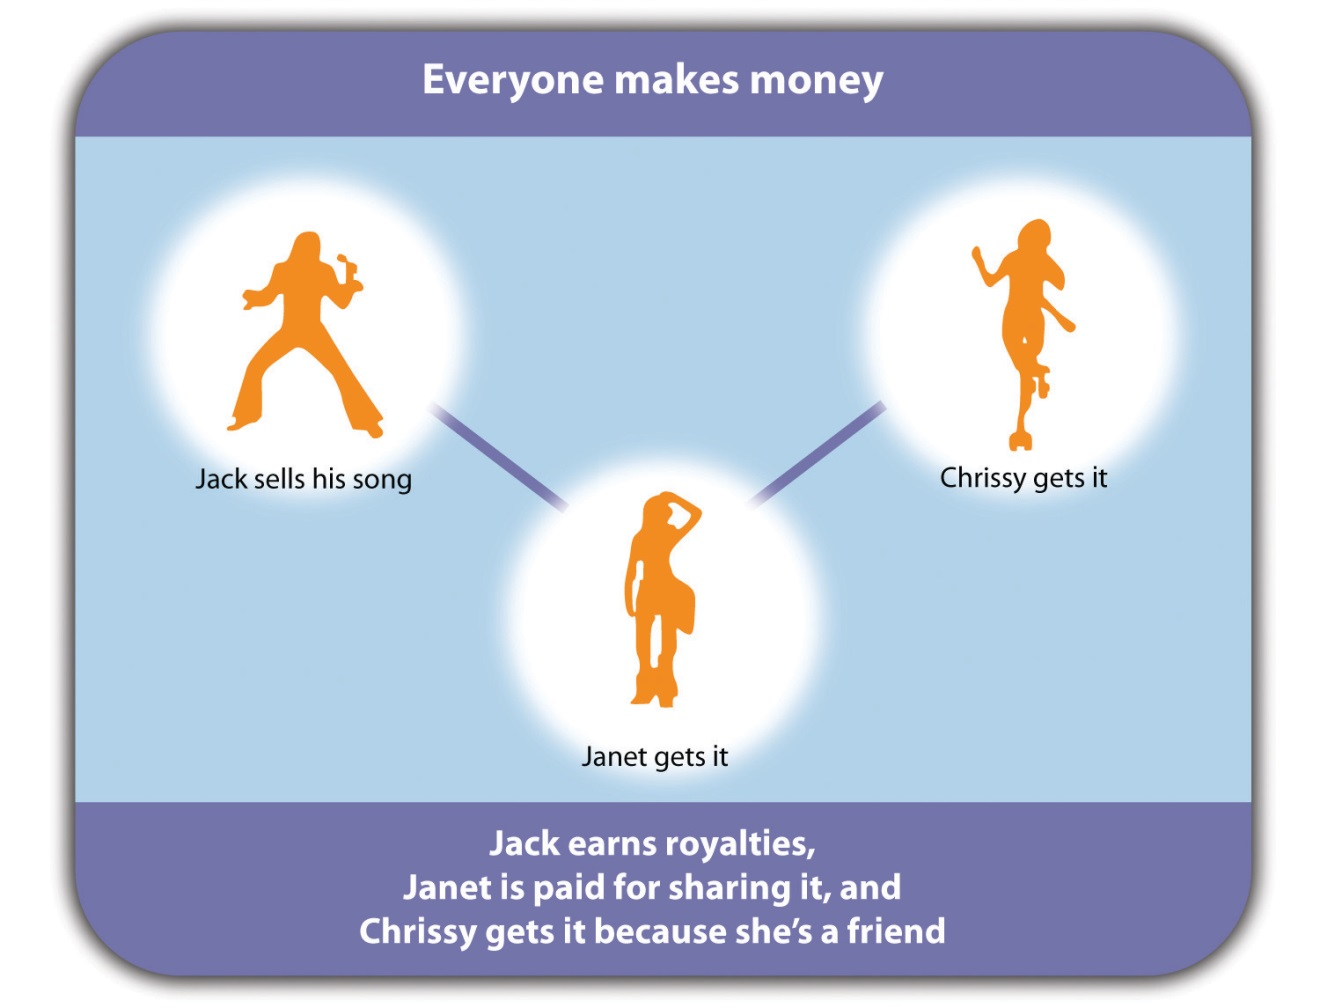 Everyone makes money
Jack sells his song
Chrissy gets it
Janet gets it
Jack earns royalties,
Janet is paid for sharing it, and
Chrissy gets it because she’s a friend